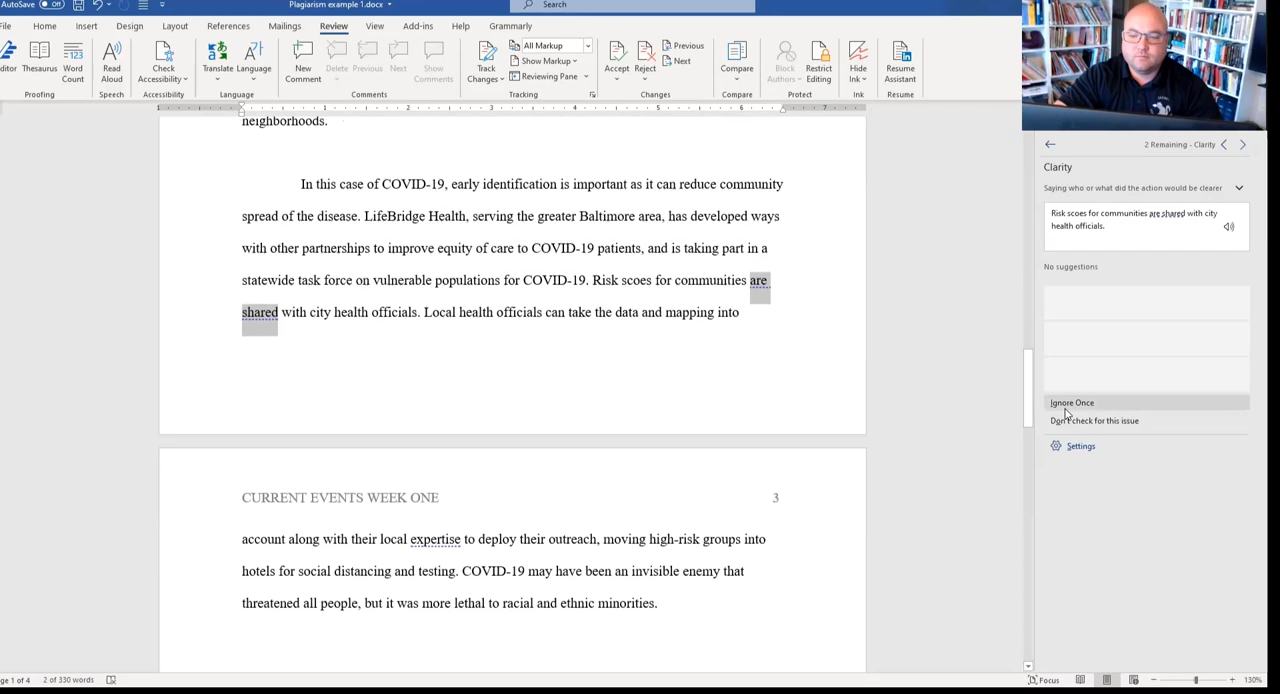 AutoSave Off Plagiarism example 1.docx Search
File Home Insert Design Layout References Mailings Review View Add-ins Help Grammarly
Editor Thesaurus Word Count Read Aloud Check Accessibility Translate Language New Comment Delete Previous Next Show Comments Track Changes All Markup Show Markup Reviewing Pane Accept Reject Previous Next Compare Block Authors Restrict Editing Hide Ink Resume Assistant
Proofing Speech Accessibility Language Comments Tracking Changes Compare Protect Ink Resume
1 1 2 3 4 5 6 7
neighborhoods.
In this case of COVID-19, early identification is important as it can reduce community
spread of the disease. LifeBridge Health, serving the greater Baltimore area, has developed ways
with other partnerships to improve equity of care to COVID-19 patients, and is taking part in a
statewide task force on vulnerable populations for COVID-19. Risk scoes for communities are
shared with city health officials. Local health officials can take the data and mapping into
CURRENT EVENTS WEEK ONE 3
account along with their local expertise to deploy their outreach, moving high-risk groups into
hotels for social distancing and testing. COVID-19 may have been an invisible enemy that
threatened all people, but it was more lethal to racial and ethnic minorities.
2 Remaining - Clarity
Clarity
Saying who or what did the action would be clearer
Risk scoes for communities are shared with city
health officials.
No suggestions
Ignore Once
Don't check for this issue
Settings
ge 1 of 4 2 of 330 words Focus 130%